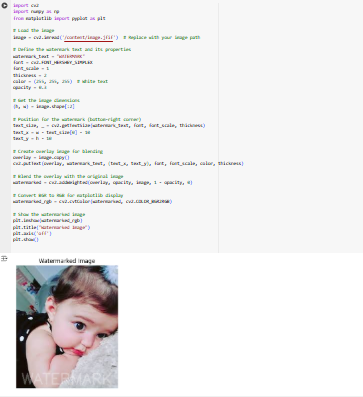 import cv2
import numpy as np
from matplotlib import pyplot as plt
# Load the image
image = cv2.imread('/content/image.jfif')  # Replace with your image path
# Define the watermark text and its properties
watermark_text = "WATERMARK"
font = cv2.FONT_HERSHEY_SIMPLEX
font_scale = 1
thickness = 2
color = (255, 255, 255)  # White text
opacity = 0.3
# Get the image dimensions
(h, w) = image.shape[:2]
# Position for the watermark (bottom-right corner)
text_size, _ = cv2.getTextSize(watermark_text, font, font_scale, thickness)
text_x = w - text_size[0] - 10
text_y = h - 10
# Create overlay image for blending
overlay = image.copy()
cv2.putText(overlay, watermark_text, (text_x, text_y), font, font_scale, color, thickness)
# Blend the overlay with the original image
watermarked = cv2.addWeighted(overlay, opacity, image, 1 - opacity, 0)
# Convert BGR to RGB for matplotlib display
watermarked_rgb = cv2.cvtColor(watermarked, cv2.COLOR_BGR2RGB)
# Show the watermarked image
plt.imshow(watermarked_rgb)
plt.title("Watermarked Image")
plt.axis("off")
plt.show()
Watermarked Image
WATERMARK